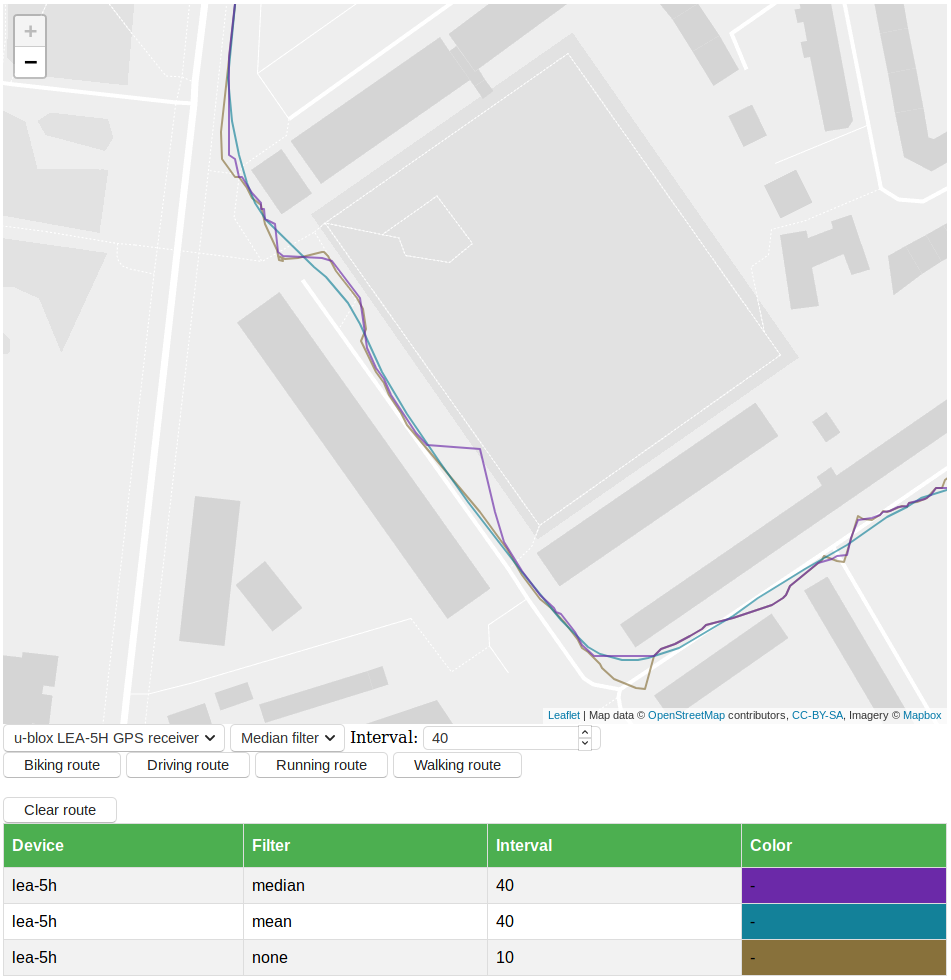 +
−
Leaflet | Map data © OpenStreetMap contributors, CC-BY-SA, Imagery © Mapbox
u-blox LEA-5H GPS receiver Median filter Interval: 40
Biking route Driving route Running route Walking route
Clear route
Device Filter Interval Color
lea-5h median 40 -
lea-5h mean 40 -
lea-5h none 10 -